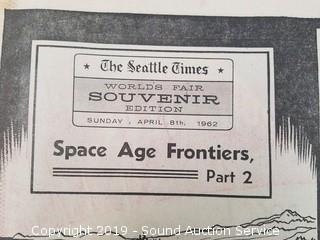 ★ The Seattle Times ★
WORLDS FAIR
SOUVENIR
EDITION
SUNDAY, APRIL 8th, 1962
Space Age Frontiers,
Part 2
Copyright 2019 - Sound Auction Service